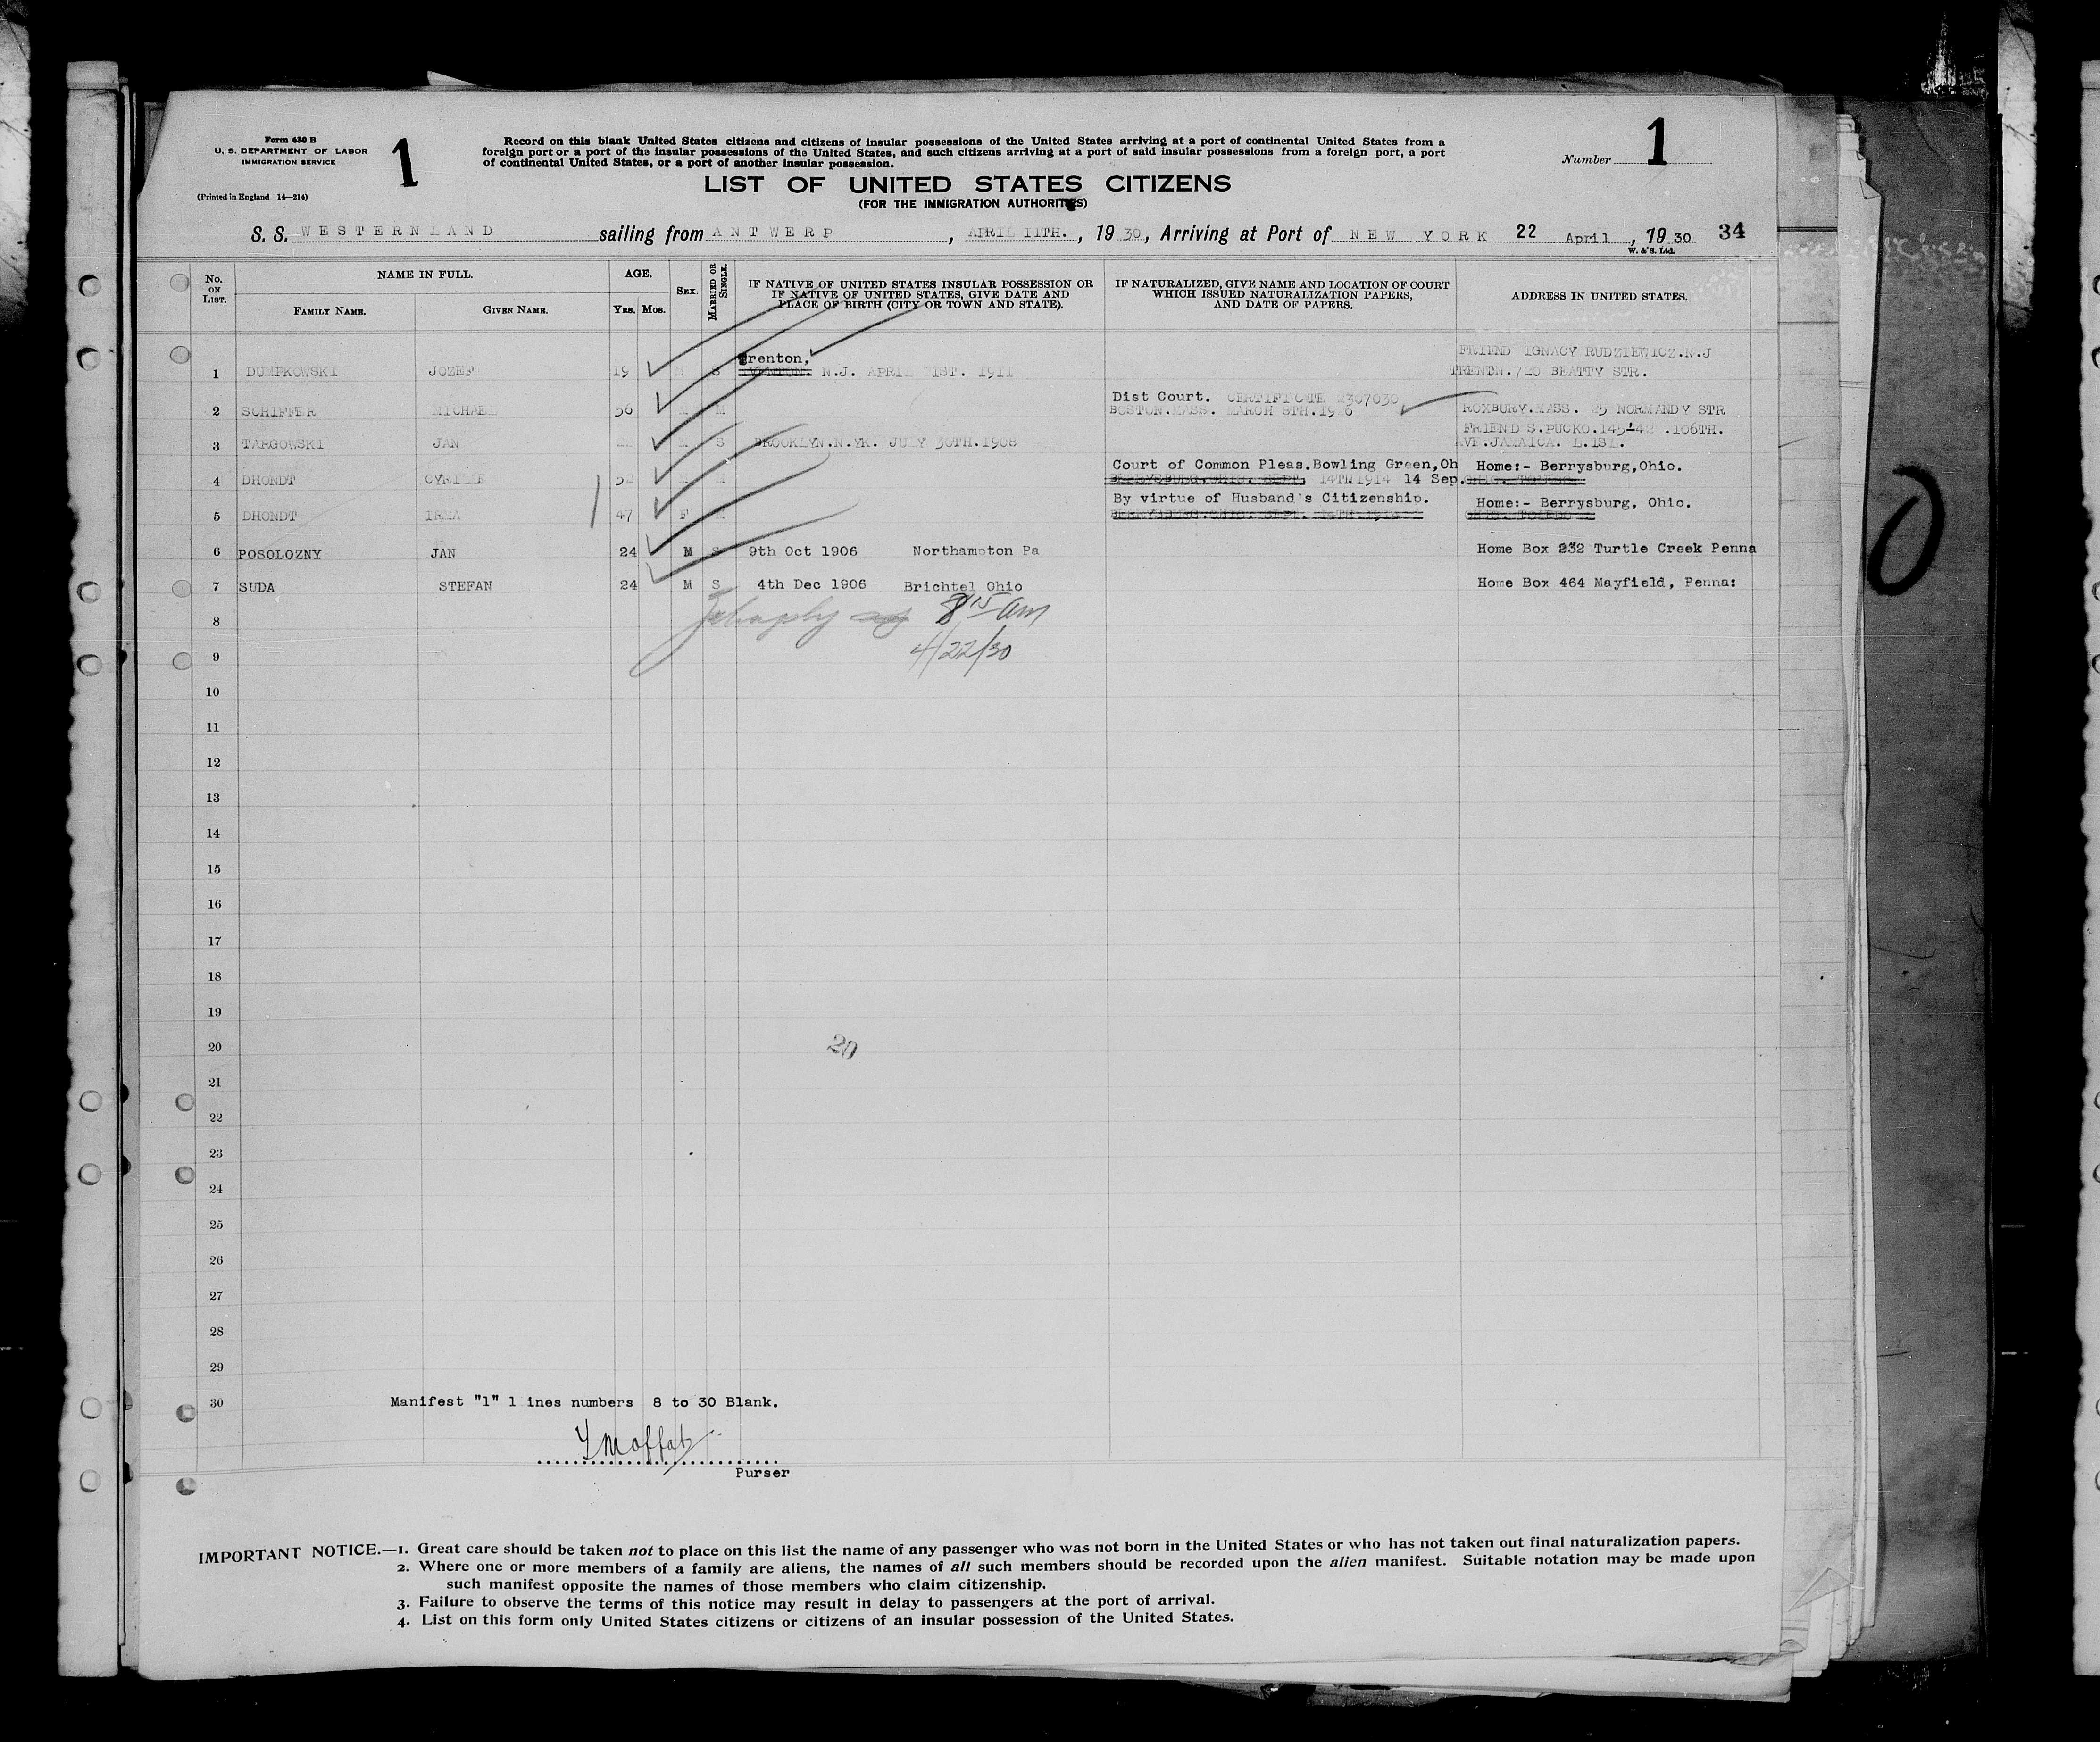 Form 630 B
U. S. DEPARTMENT OF LABOR
IMMIGRATION SERVICE
(Printed in England 14—214)
1
Record on this blank United States citizens and citizens of insular possessions of the United States arriving at a port of continental United States from a
foreign port or a port of the insular possessions of the United States, and such citizens arriving at a port of said insular possessions from a foreign port, a port
of continental United States, or a port of another insular possession.
Number 1
LIST OF UNITED STATES CITIZENS
(FOR THE IMMIGRATION AUTHORITIES)
S. S. WESTERNLAND sailing from ANTWERP, APRIL 11TH., 1930, Arriving at Port of NEW YORK 22 April, 1930 34
W. & S. Ltd.
No. ON LIST. NAME IN FULL. AGE. SEX. MARRIED OR SINGLE. IF NATIVE OF UNITED STATES INSULAR POSSESSION OR IF NATIVE OF UNITED STATES, GIVE DATE AND PLACE OF BIRTH (CITY OR TOWN AND STATE). IF NATURALIZED, GIVE NAME AND LOCATION OF COURT WHICH ISSUED NATURALIZATION PAPERS, AND DATE OF PAPERS. ADDRESS IN UNITED STATES.
FAMILY NAME. GIVEN NAME. YRS. MOS.
Trenton, FRIEND IGNACY RUDZIEWICZ.N.J
1 DUMPKOWSKI JOZEF 19 M S N.J. APRIL 1911 TRENTN. 720 BEATTY STR.
Dist Court. CERTIFICTE 2307030
2 SCHIFFER MICHAEL 56 M M BOSTON.MASS. MARCH 8TH.1926 ROXBURY.MASS. 25 NORMANDY STR
FRIEND S.PUCKO.145-42 .106TH.
3 TARGOWSKI JAN M S BROOKLYN.N.YK. JULY 30TH.1908 AVE.JAMAICA. L.ISL.
Court of Common Pleas.Bowling Green,Oh Home:- Berrysburg,Ohio.
4 DHONDT CYRILLE 52 M M 14TH1914 14 Sep.
By virtue of Husband's Citizenship. Home:- Berrysburg, Ohio.
5 DHONDT IRMA 47 F M
6 POSOLOZNY JAN 24 M S 9th Oct 1906 Northampton Pa Home Box 232 Turtle Creek Penna
7 SUDA STEFAN 24 M S 4th Dec 1906 Brichtel Ohio Home Box 464 Mayfield, Penna:
8 8 15 am
9 4/22/30
10
11
12
13
14
15
16
17
18
19
20 20
21
22
23
24
25
26
27
28
29
30 Manifest "1" l ines numbers 8 to 30 Blank.
Moffat
Purser
IMPORTANT NOTICE.—1. Great care should be taken not to place on this list the name of any passenger who was not born in the United States or who has not taken out final naturalization papers.
2. Where one or more members of a family are aliens, the names of all such members should be recorded upon the alien manifest. Suitable notation may be made upon
such manifest opposite the names of those members who claim citizenship.
3. Failure to observe the terms of this notice may result in delay to passengers at the port of arrival.
4. List on this form only United States citizens or citizens of an insular possession of the United States.